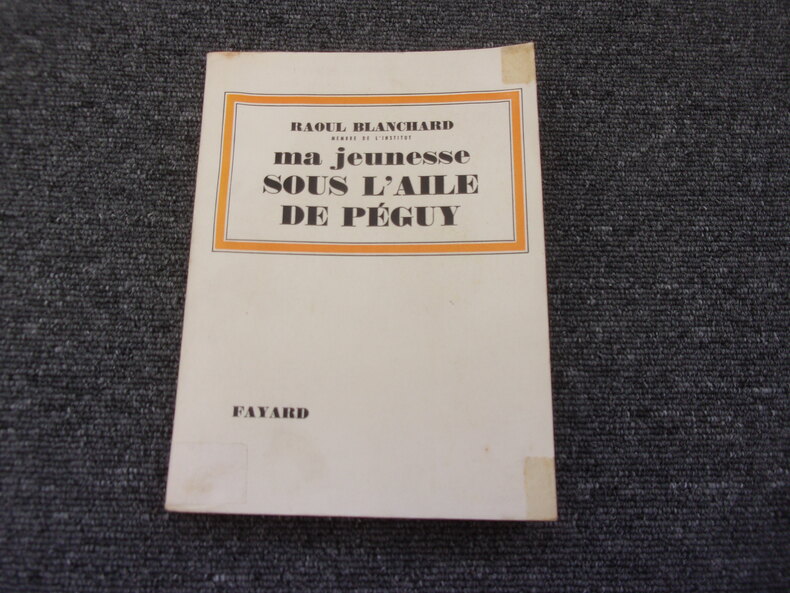 RAOUL BLANCHARD
MEMBRE DE L'INSTITUT
ma jeunesse
SOUS L'AILE
DE PÉGUY
FAYARD